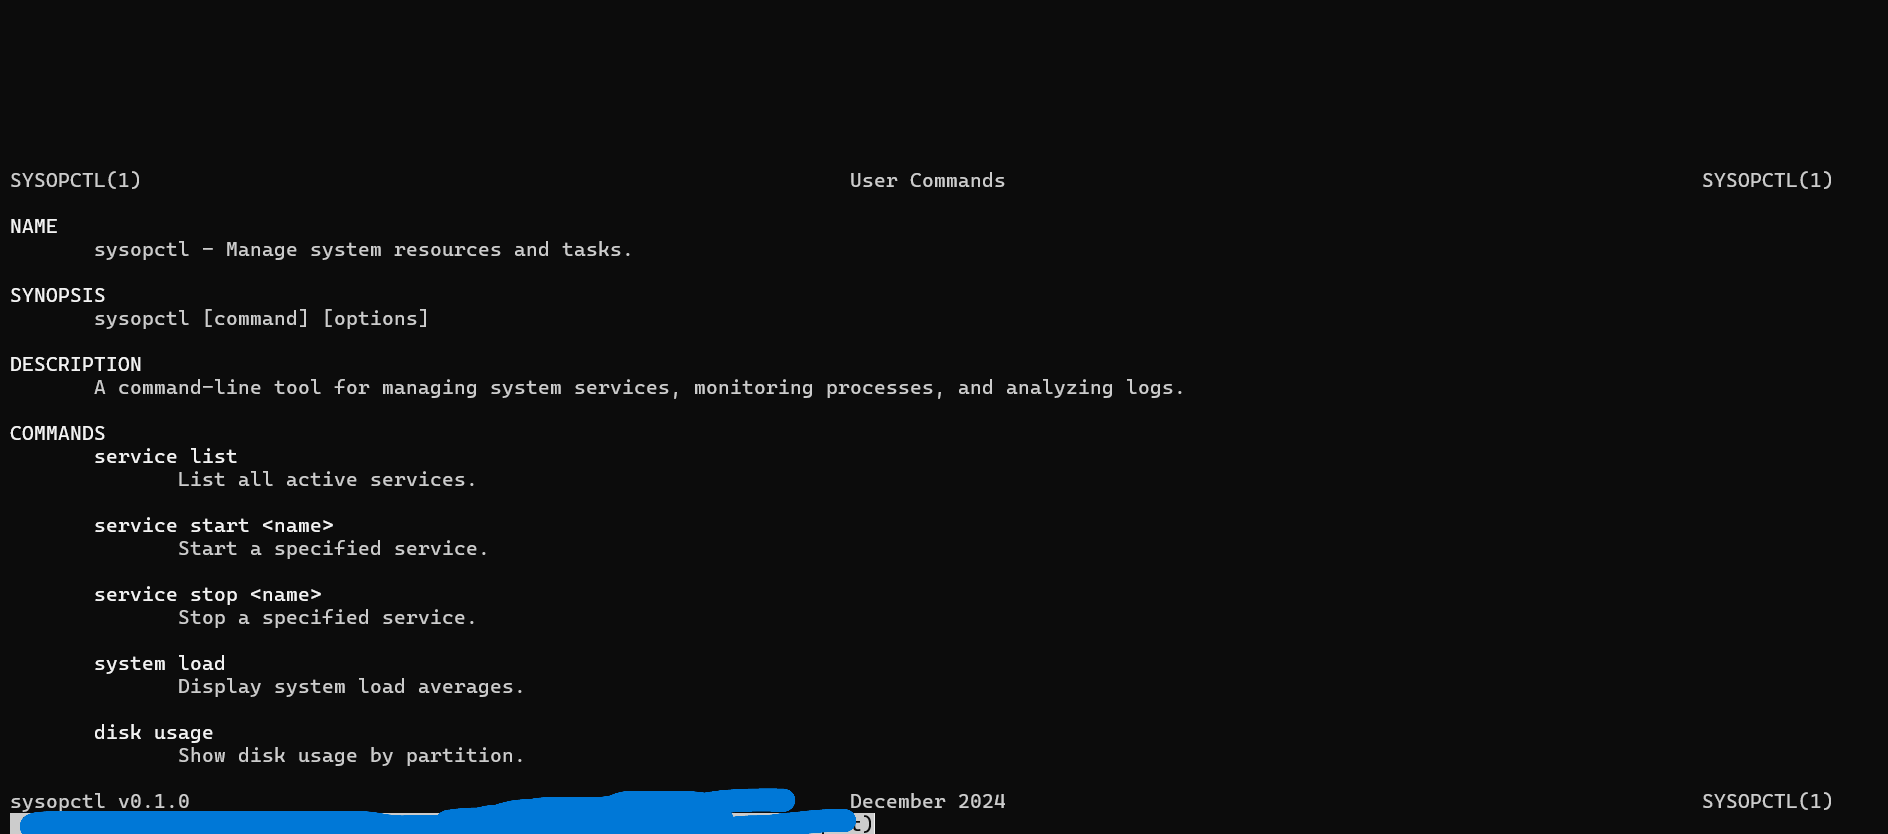 SYSOPCTL(1) User Commands SYSOPCTL(1)
NAME
sysopctl - Manage system resources and tasks.
SYNOPSIS
sysopctl [command] [options]
DESCRIPTION
A command-line tool for managing system services, monitoring processes, and analyzing logs.
COMMANDS
service list
List all active services.
service start <name>
Start a specified service.
service stop <name>
Stop a specified service.
system load
Display system load averages.
disk usage
Show disk usage by partition.
sysopctl v0.1.0 December 2024 SYSOPCTL(1)